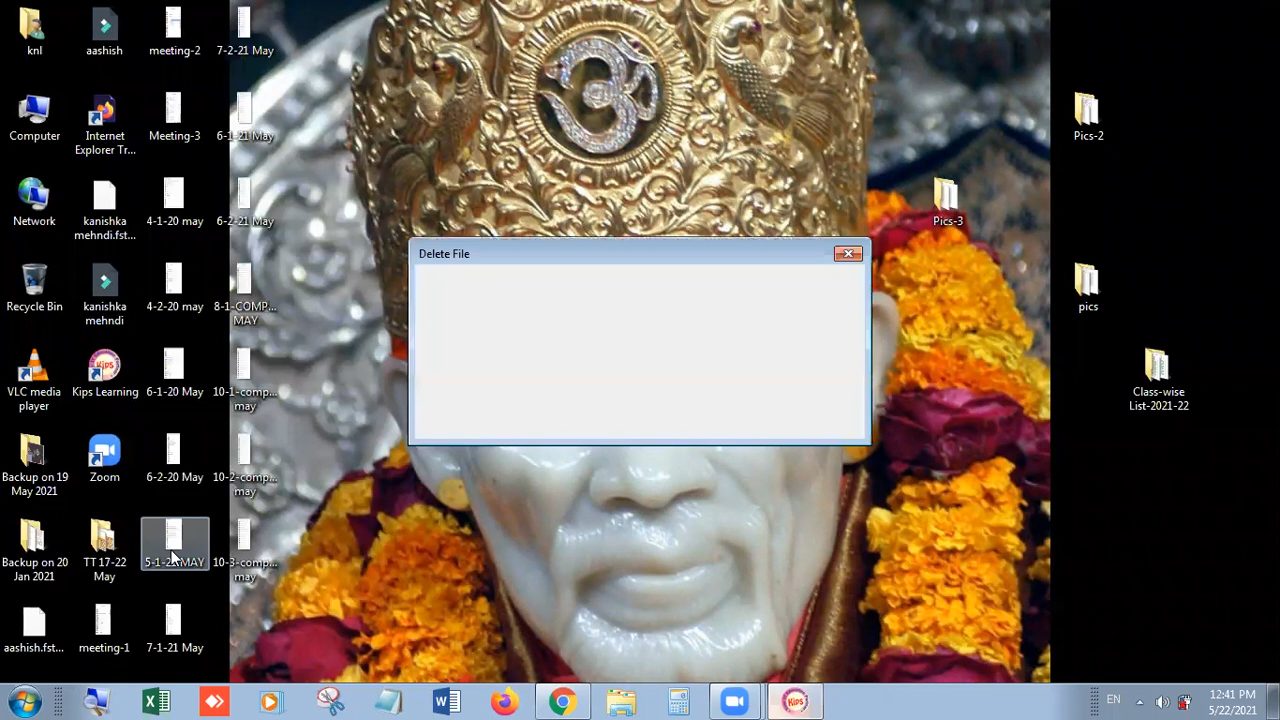 knl
aashish
meeting-2
7-2-21 May
Computer
Internet
Explorer Tr...
Meeting-3
6-1-21 May
Pics-2
Network
kanishka
mehndi.fst...
4-1-20 may
6-2-21 May
Pics-3
Delete File
Recycle Bin
kanishka
mehndi
4-2-20 may
8-1-COMP...
MAY
pics
VLC media
player
Kips Learning
6-1-20 May
10-1-comp...
may
Class-wise
List-2021-22
Backup on 19
May 2021
Zoom
6-2-20 May
10-2-comp...
may
Backup on 20
Jan 2021
TT 17-22
May
MAY
10-3-comp...
may
aashish.fst...
meeting-1
7-1-21 May
EN
12:41 PM
5/22/2021
Kips